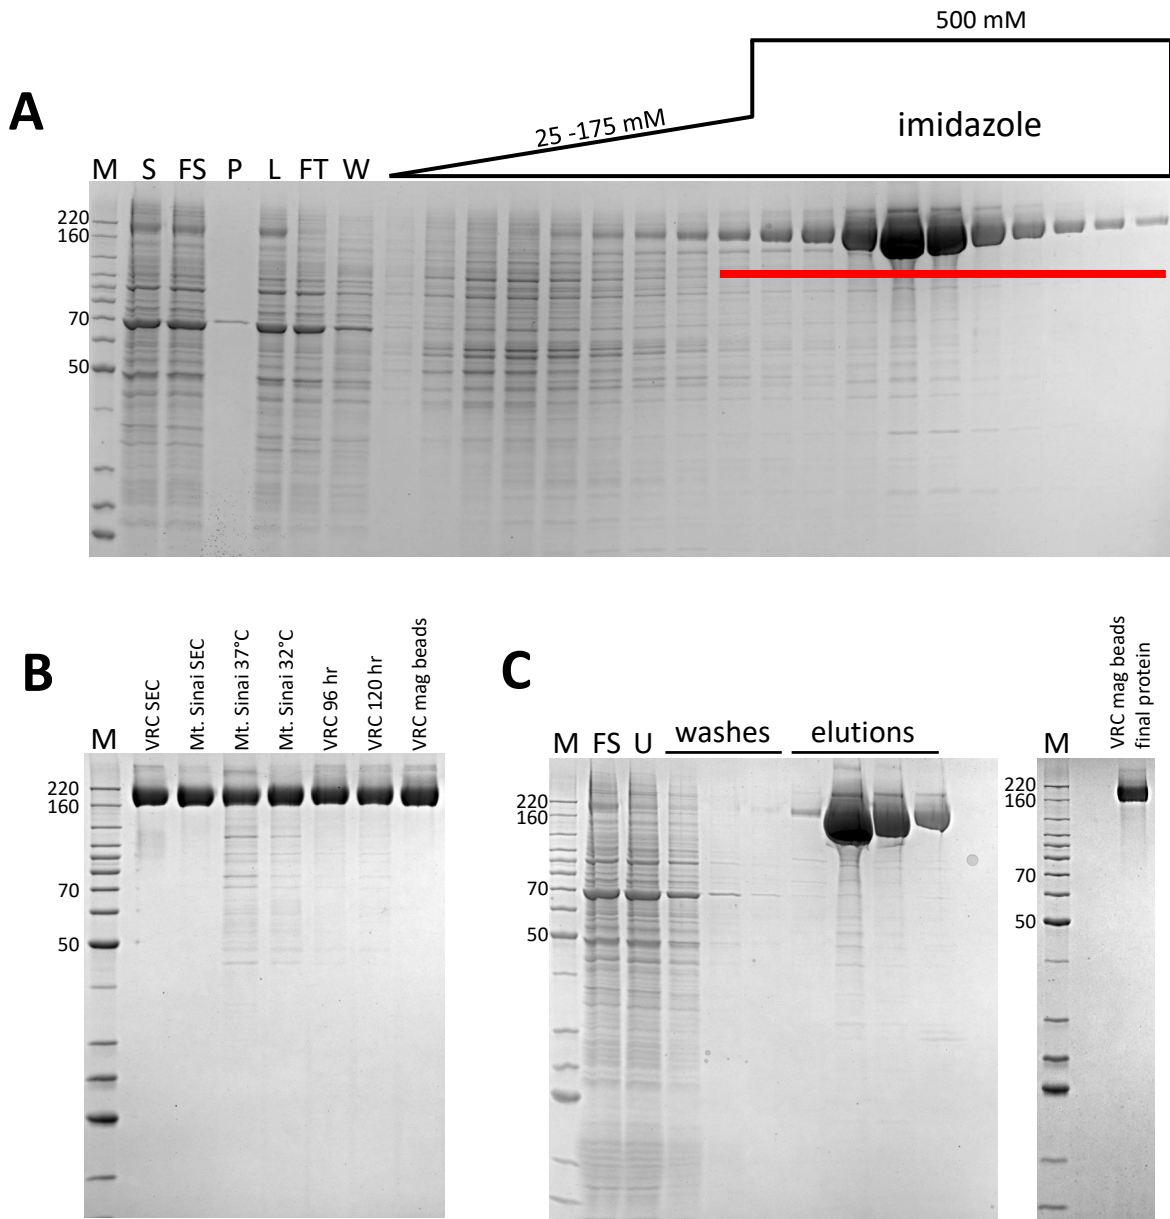 500 mM
A
25 -175 mM
imidazole
M S FS P L FT W
220
160
70
50
B
VRC SEC
Mt. Sinai SEC
Mt. Sinai 37°C
Mt. Sinai 32°C
VRC 96 hr
VRC 120 hr
VRC mag beads
M
220
160
70
50
C
M FS U washes elutions
220
160
70
50
VRC mag beads
final protein
M
220
160
70
50